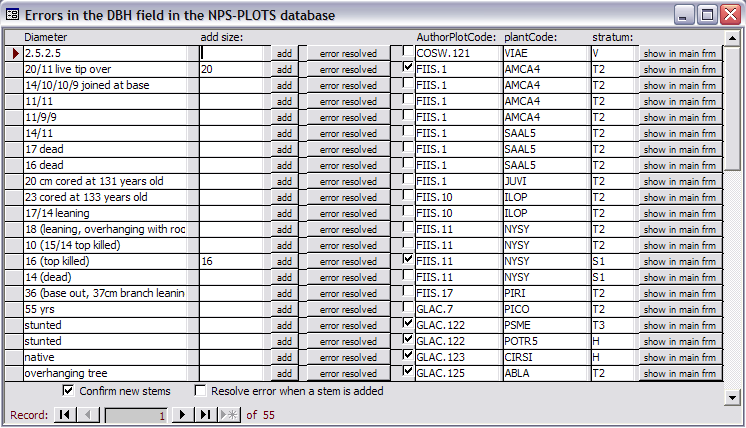 Errors in the DBH field in the NPS-PLOTS database
Diameter add size: AuthorPlotCode: plantCode: stratum:
2.5.2.5 add error resolved COSW.121 VIAE V show in main frm
20/11 live tip over 20 add error resolved FIIS.1 AMCA4 T2 show in main frm
14/10/10/9 joined at base add error resolved FIIS.1 AMCA4 T2 show in main frm
11/11 add error resolved FIIS.1 AMCA4 T2 show in main frm
11/9/9 add error resolved FIIS.1 AMCA4 T2 show in main frm
14/11 add error resolved FIIS.1 SAAL5 T2 show in main frm
17 dead add error resolved FIIS.1 SAAL5 T2 show in main frm
16 dead add error resolved FIIS.1 SAAL5 T2 show in main frm
20 cm cored at 131 years old add error resolved FIIS.1 JUVI T2 show in main frm
23 cored at 133 years old add error resolved FIIS.10 ILOP T2 show in main frm
17/14 leaning add error resolved FIIS.10 ILOP T2 show in main frm
18 (leaning, overhanging with roo add error resolved FIIS.11 NYSY T2 show in main frm
10 (15/14 top killed) add error resolved FIIS.11 NYSY T2 show in main frm
16 (top killed) 16 add error resolved FIIS.11 NYSY S1 show in main frm
14 (dead) add error resolved FIIS.11 NYSY S1 show in main frm
36 (base out, 37cm branch leanin add error resolved FIIS.17 PIRI T2 show in main frm
55 yrs add error resolved GLAC.7 PICO T2 show in main frm
stunted add error resolved GLAC.122 PSME T3 show in main frm
stunted add error resolved GLAC.122 POTR5 H show in main frm
native add error resolved GLAC.123 CIRSI H show in main frm
overhanging tree add error resolved GLAC.125 ABLA T2 show in main frm
Confirm new stems Resolve error when a stem is added
Record: 1 of 55